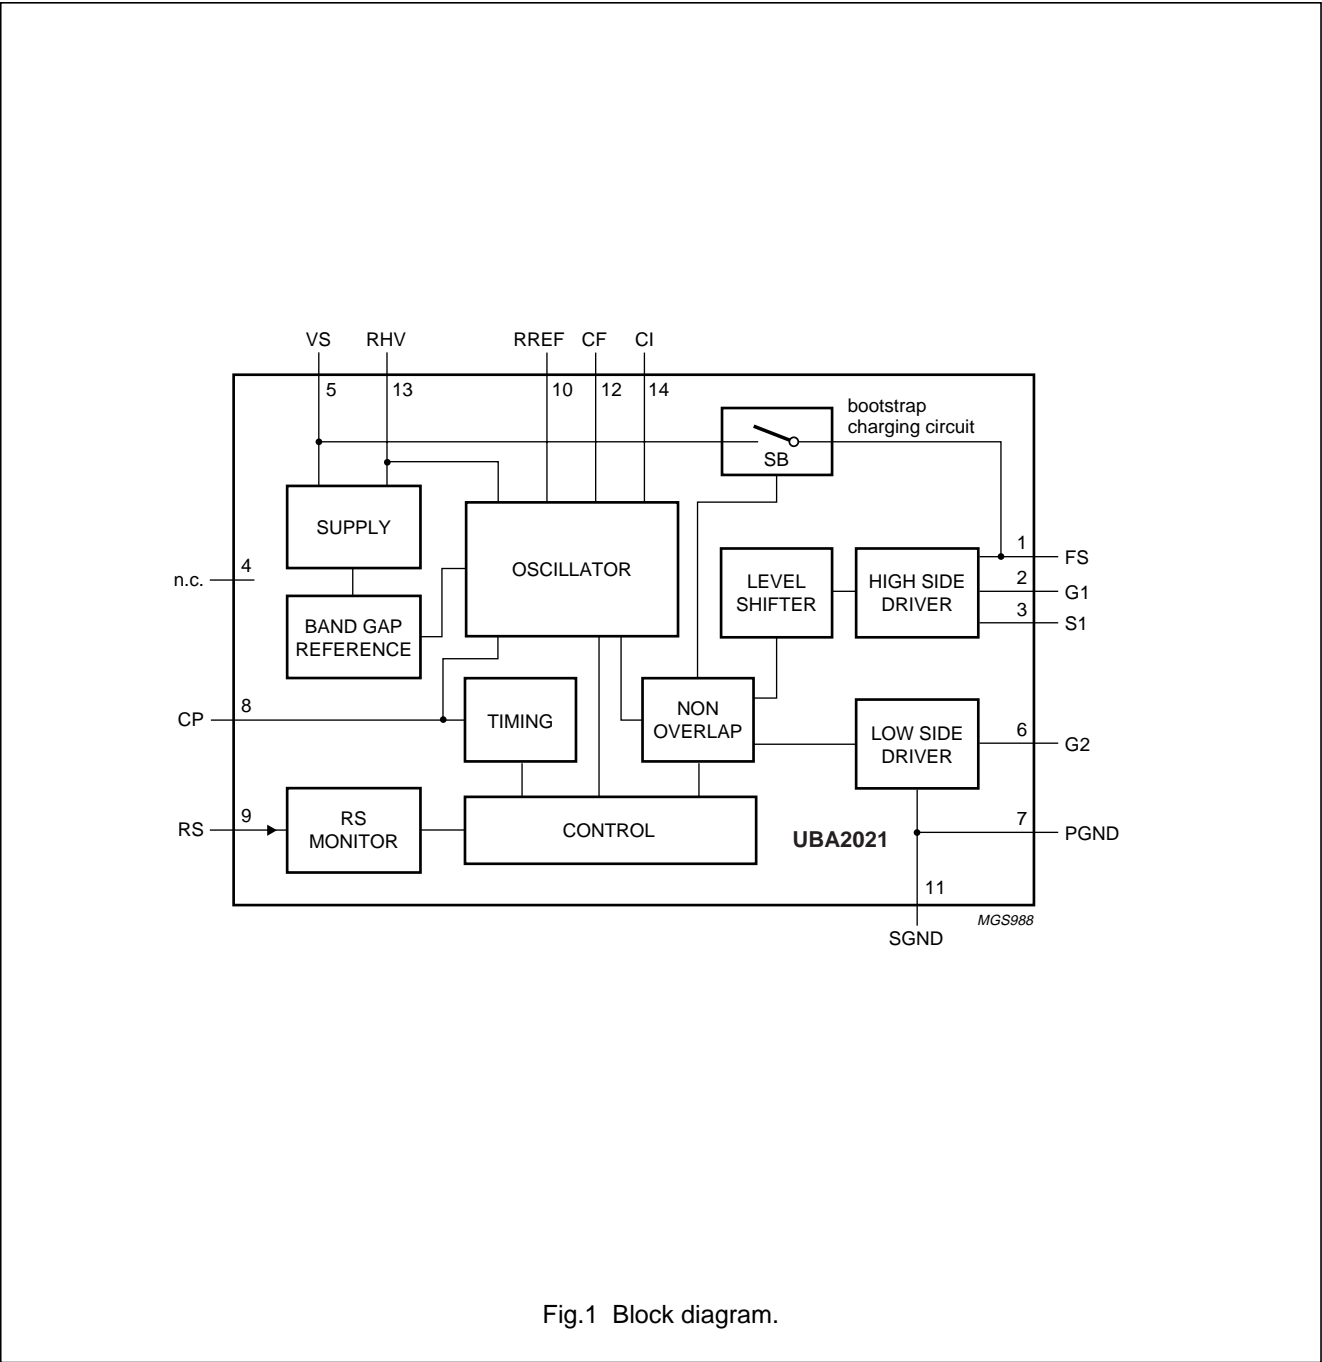 VS RHV RREF CF CI
5 13 10 12 14
bootstrap
charging circuit
SB
SUPPLY
OSCILLATOR
1
FS
4
n.c.
LEVEL
SHIFTER
HIGH SIDE
DRIVER
2
G1
3
S1
BAND GAP
REFERENCE
8
CP
TIMING
NON
OVERLAP
LOW SIDE
DRIVER
6
G2
9
RS
RS
MONITOR
CONTROL
UBA2021
7
PGND
11
MGS988
SGND
Fig.1 Block diagram.